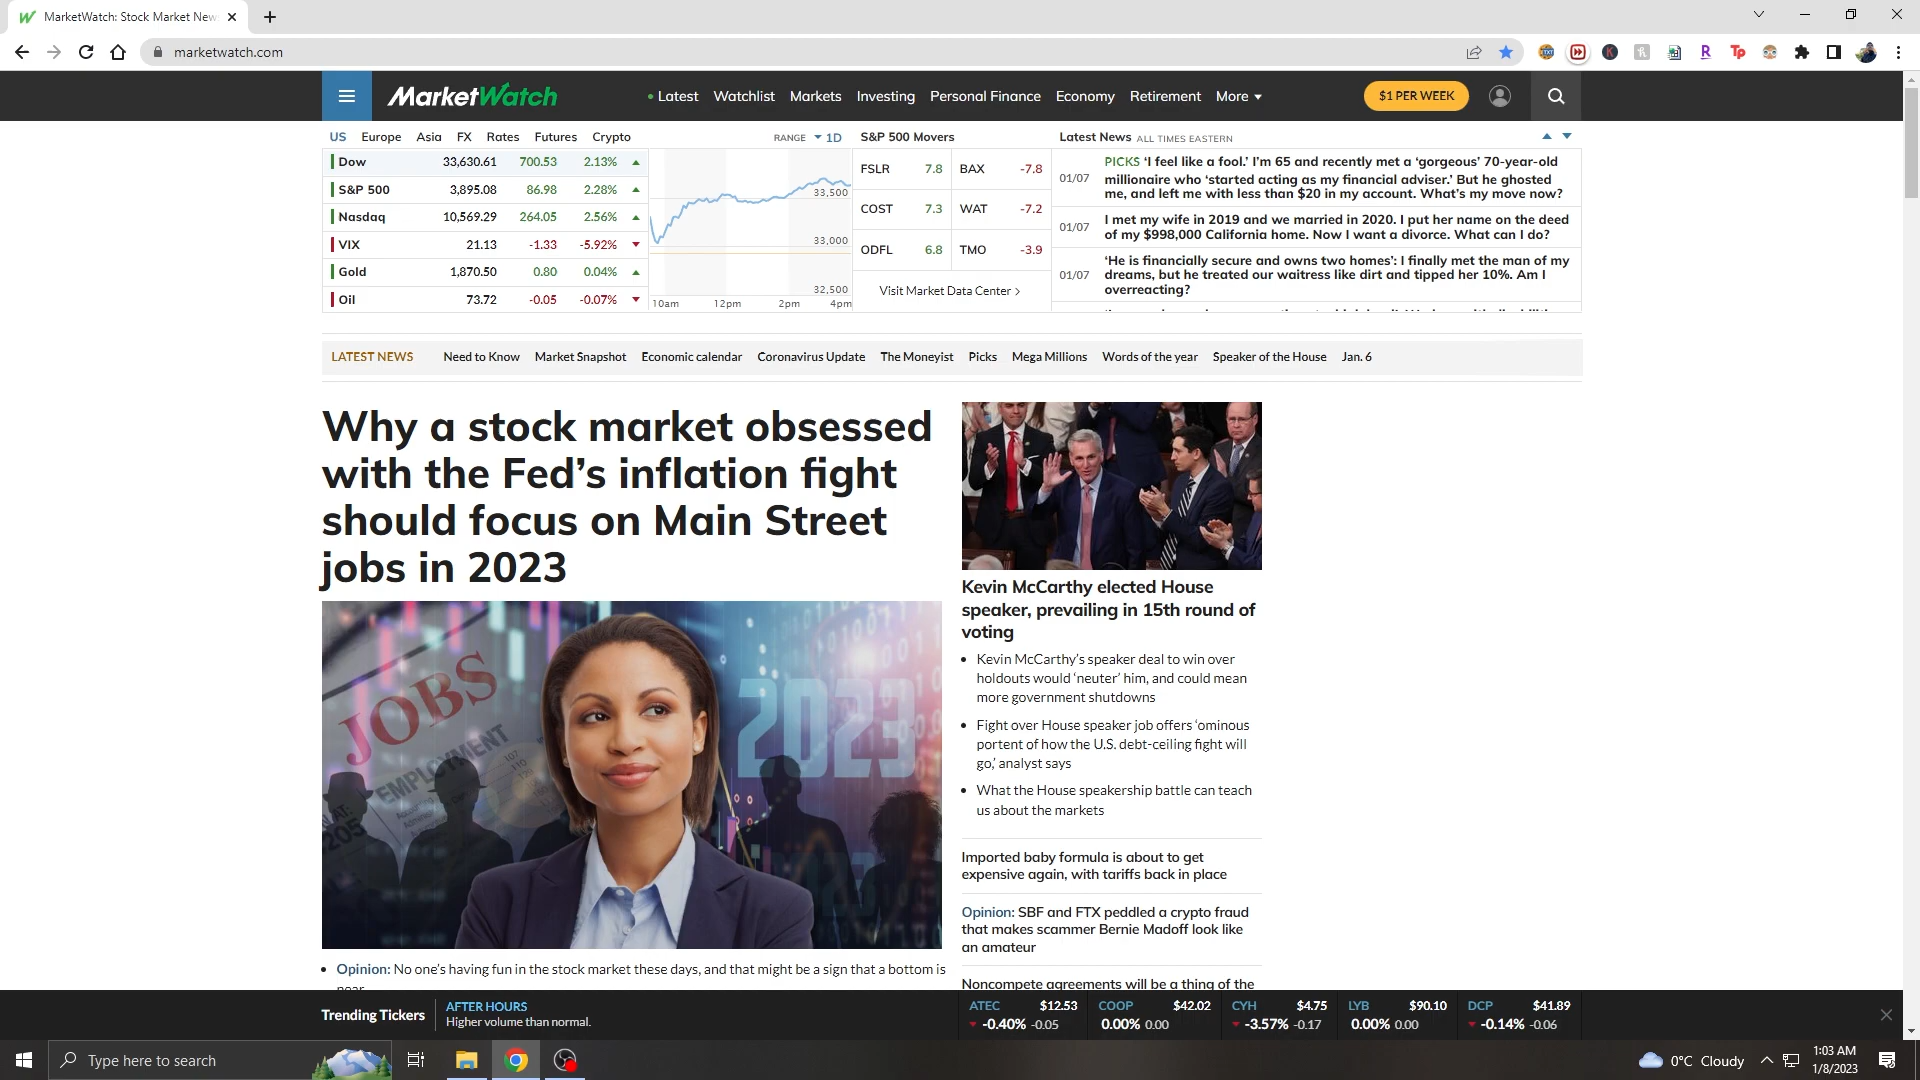 MarketWatch: Stock Market New
marketwatch.com
MarketWatch
Latest Watchlist Markets Investing Personal Finance Economy Retirement More
$1 PER WEEK
US Europe Asia FX Rates Futures Crypto
RANGE 1D
Dow 33,630.61 700.53 2.13%
S&P 500 3,895.08 86.98 2.28%
Nasdaq 10,569.29 264.05 2.56%
VIX 21.13 -1.33 -5.92%
Gold 1,870.50 0.80 0.04%
Oil 73.72 -0.05 -0.07%
33,500
33,000
32,500
10am 12pm 2pm 4pm
S&P 500 Movers
FSLR 7.8 BAX -7.8
COST 7.3 WAT -7.2
ODFL 6.8 TMO -3.9
Visit Market Data Center >
Latest News ALL TIMES EASTERN
01/07
PICKS ‘I feel like a fool.’ I’m 65 and recently met a ‘gorgeous’ 70-year-old
millionaire who ‘started acting as my financial adviser.’ But he ghosted
me, and left me with less than $20 in my account. What’s my move now?
01/07
I met my wife in 2019 and we married in 2020. I put her name on the deed
of my $998,000 California home. Now I want a divorce. What can I do?
01/07
‘He is financially secure and owns two homes’: I finally met the man of my
dreams, but he treated our waitress like dirt and tipped her 10%. Am I
overreacting?
LATEST NEWS Need to Know Market Snapshot Economic calendar Coronavirus Update The Moneyist Picks Mega Millions Words of the year Speaker of the House Jan. 6
Why a stock market obsessed
with the Fed’s inflation fight
should focus on Main Street
jobs in 2023
JOBS
EMPLOYMENT
2023
• Opinion: No one’s having fun in the stock market these days, and that might be a sign that a bottom is
near
Kevin McCarthy elected House
speaker, prevailing in 15th round of
voting
• Kevin McCarthy’s speaker deal to win over
holdouts would ‘neuter’ him, and could mean
more government shutdowns
• Fight over House speaker job offers ‘ominous
portent of how the U.S. debt-ceiling fight will
go,’ analyst says
• What the House speakership battle can teach
us about the markets
Imported baby formula is about to get
expensive again, with tariffs back in place
Opinion: SBF and FTX peddled a crypto fraud
that makes scammer Bernie Madoff look like
an amateur
Noncompete agreements will be a thing of the
Trending Tickers
AFTER HOURS
Higher volume than normal.
ATEC $12.53
-0.40% -0.05
COOP $42.02
0.00% 0.00
CYH $4.75
-3.57% -0.17
LYB $90.10
0.00% 0.00
DCP $41.89
-0.14% -0.06
Type here to search
0°C Cloudy
1:03 AM
1/8/2023